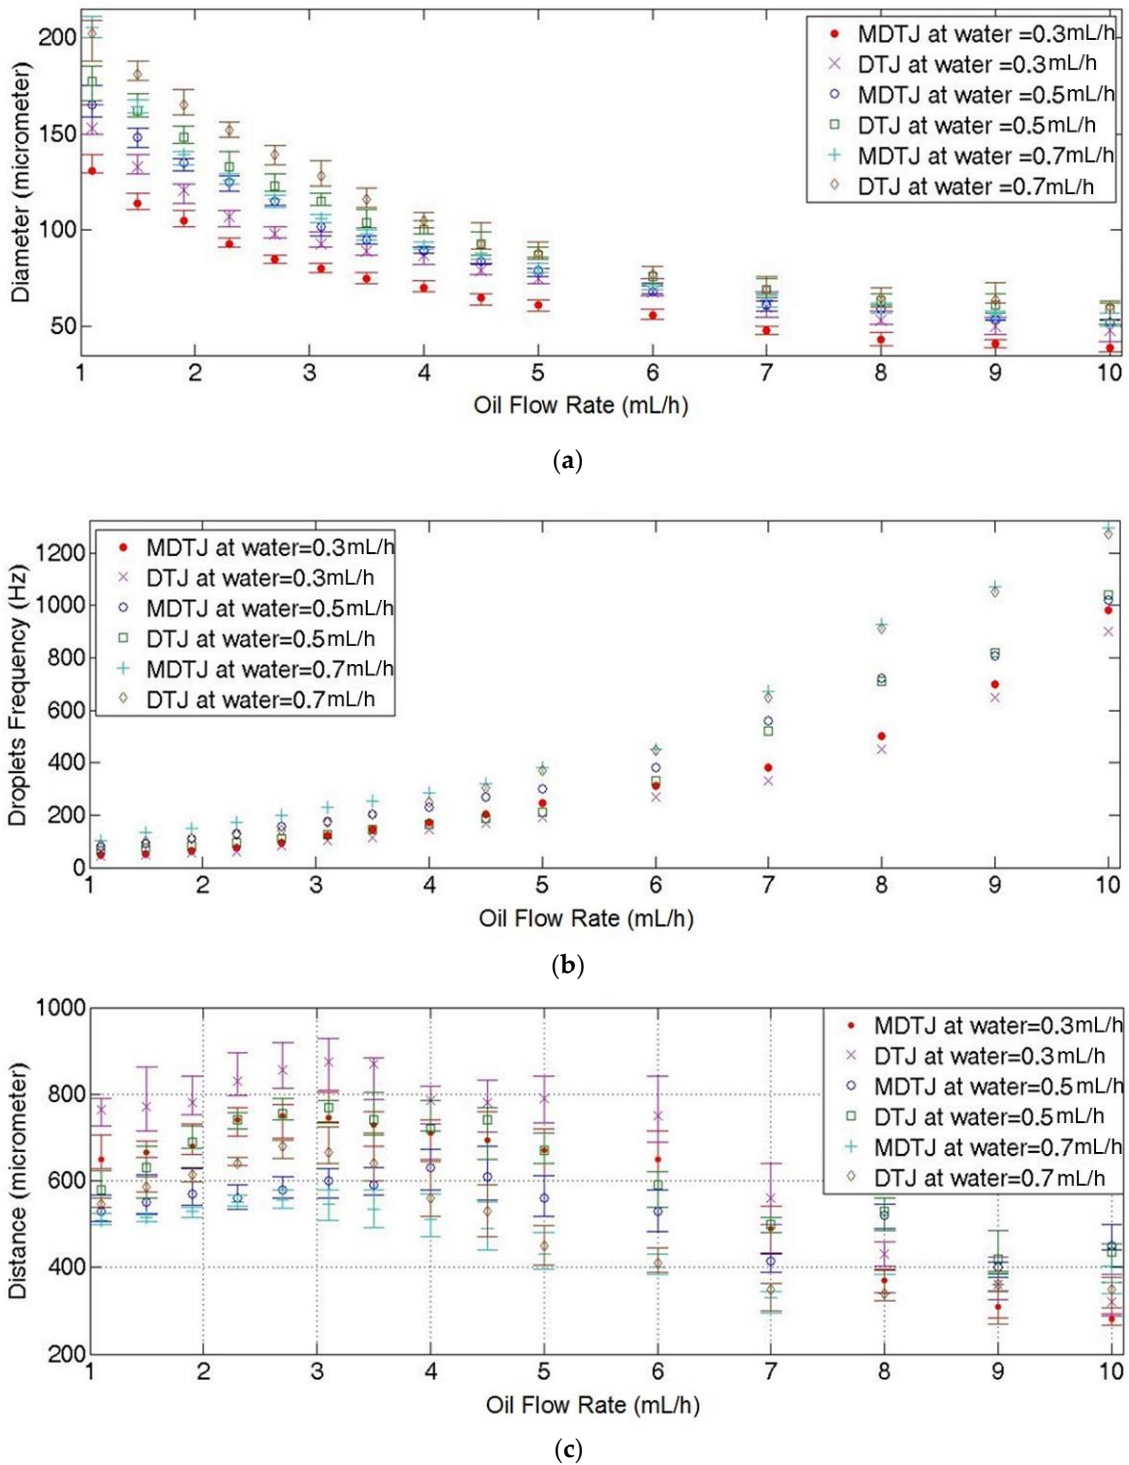 200
150
100
50
Diameter (micrometer)
MDTJ at water =0.3mL/h
DTJ at water =0.3mL/h
MDTJ at water =0.5mL/h
DTJ at water =0.5mL/h
MDTJ at water =0.7mL/h
DTJ at water =0.7mL/h
1 2 3 4 5 6 7 8 9 10
Oil Flow Rate (mL/h)
(a)
1200
1000
800
600
400
200
0
Droplets Frequency (Hz)
MDTJ at water=0.3mL/h
DTJ at water=0.3mL/h
MDTJ at water=0.5mL/h
DTJ at water=0.5mL/h
MDTJ at water=0.7mL/h
DTJ at water=0.7mL/h
1 2 3 4 5 6 7 8 9 10
Oil Flow Rate (mL/h)
(b)
1000
800
600
400
200
Distance (micrometer)
MDTJ at water=0.3mL/h
DTJ at water=0.3mL/h
MDTJ at water=0.5mL/h
DTJ at water=0.5mL/h
MDTJ at water=0.7mL/h
DTJ at water=0.7mL/h
1 2 3 4 5 6 7 8 9 10
Oil Flow Rate (mL/h)
(c)